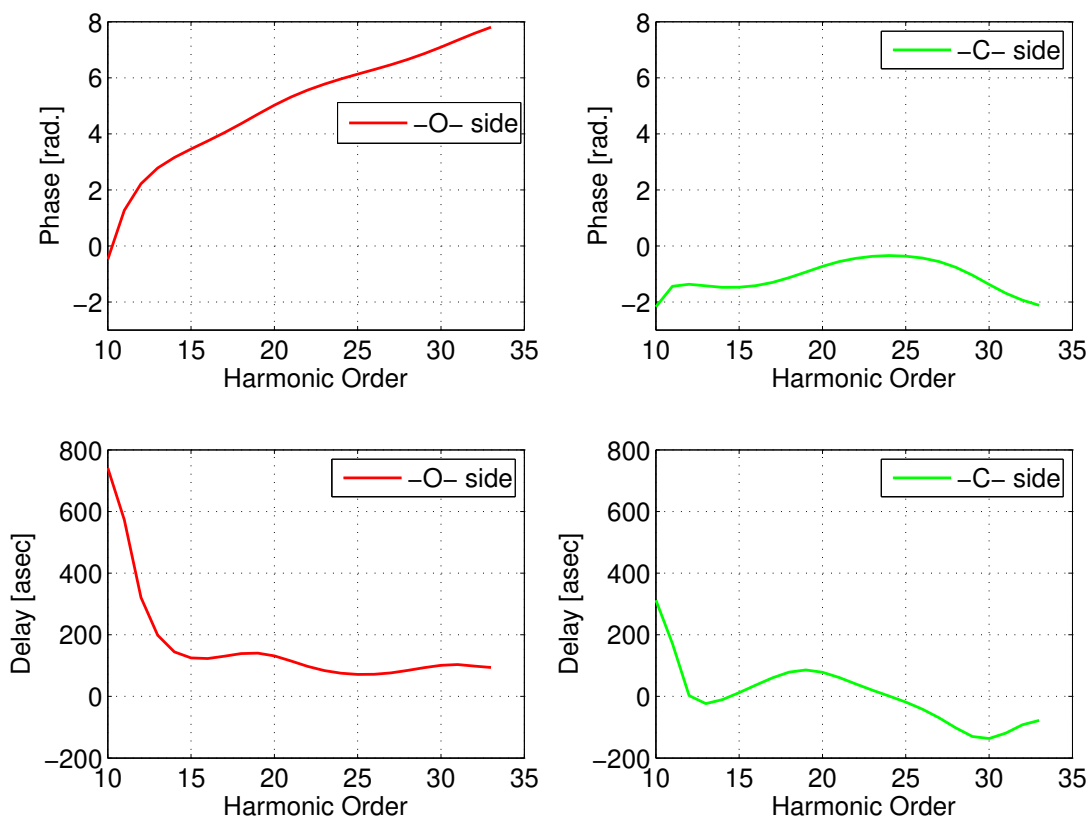 8
6
4
2
0
−2
Phase [rad.]
10 15 20 25 30 35
Harmonic Order
−O− side
8
6
4
2
0
−2
Phase [rad.]
10 15 20 25 30 35
Harmonic Order
−C− side
800
600
400
200
0
−200
Delay [asec]
10 15 20 25 30 35
Harmonic Order
−O− side
800
600
400
200
0
−200
Delay [asec]
10 15 20 25 30 35
Harmonic Order
−C− side